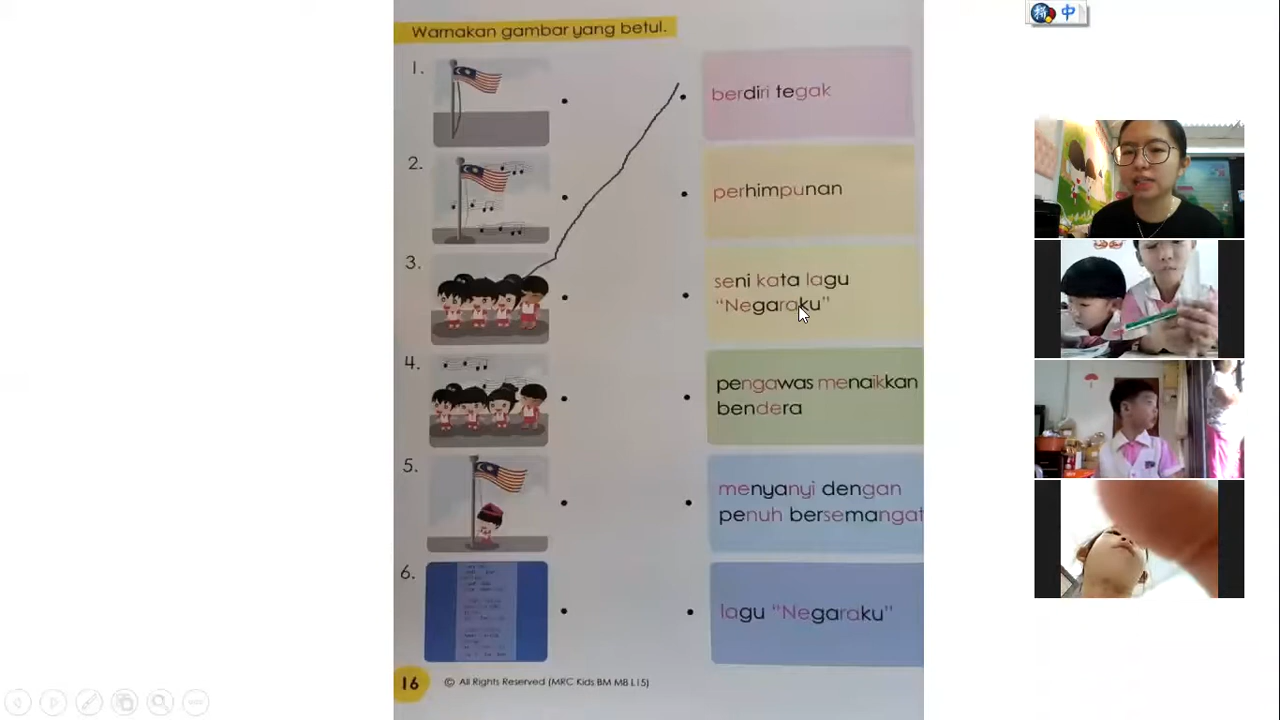 Warnakan gambar yang betul.
中
1.
berdiri tegak
2.
perhimpunan
3.
seni kata lagu
“Negaraku”
4.
pengawas menaikkan
bendera
5.
menyanyi dengan
penuh bersemangat
6.
lagu “Negaraku”
16
© All Rights Reserved (MRC Kids BM MB L15)